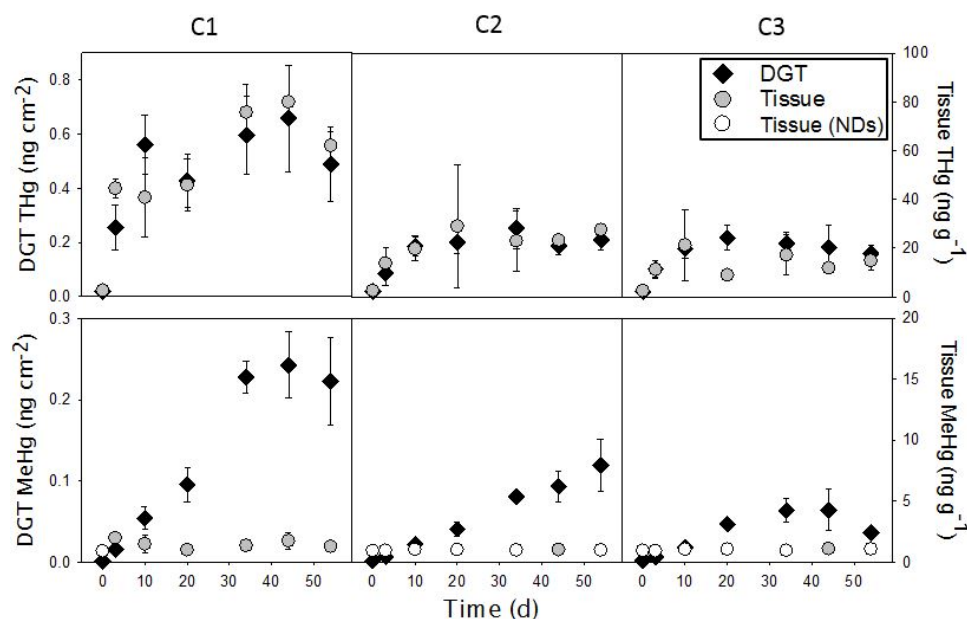 C1
C2
C3
DGT THg (ng cm-2)
0.8
0.6
0.4
0.2
0.0
DGT
Tissue
Tissue (NDs)
100
80
60
40
20
0
Tissue THg (ng g-1)
DGT MeHg (ng cm-2)
0.3
0.2
0.1
0.0
20
15
10
5
0
Tissue MeHg (ng g-1)
0 10 20 30 40 50
0 10 20 30 40 50
0 10 20 30 40 50
Time (d)